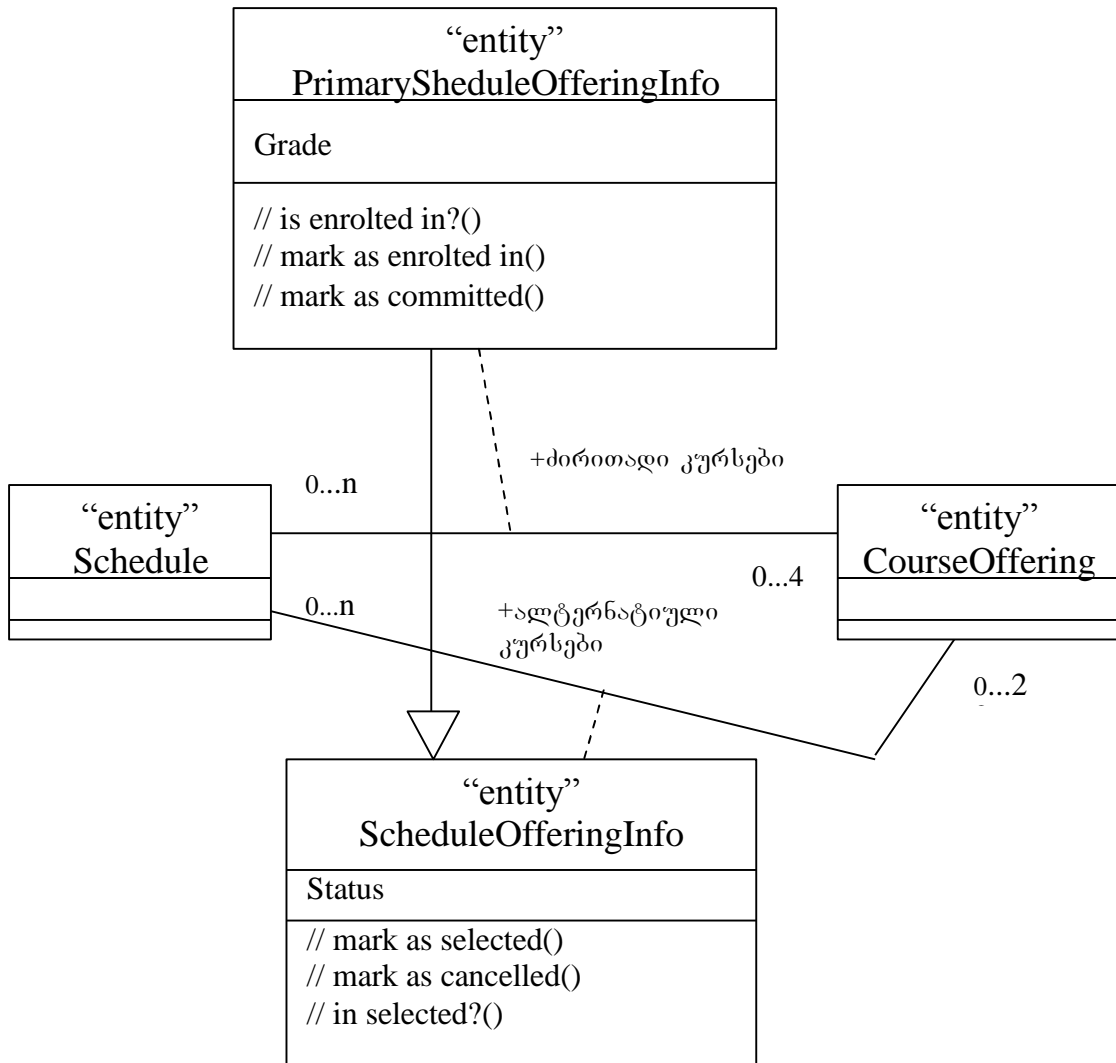 “entity”
PrimarySheduleOfferingInfo
Grade
// is enrolted in?()
// mark as enrolted in()
// mark as committed()
+ძირითადი კურსები
0...n
“entity”
Schedule
“entity”
CourseOffering
0...4
0...n
+ალტერნატიული
კურსები
0...2
“entity”
ScheduleOfferingInfo
Status
// mark as selected()
// mark as cancelled()
// in selected?()